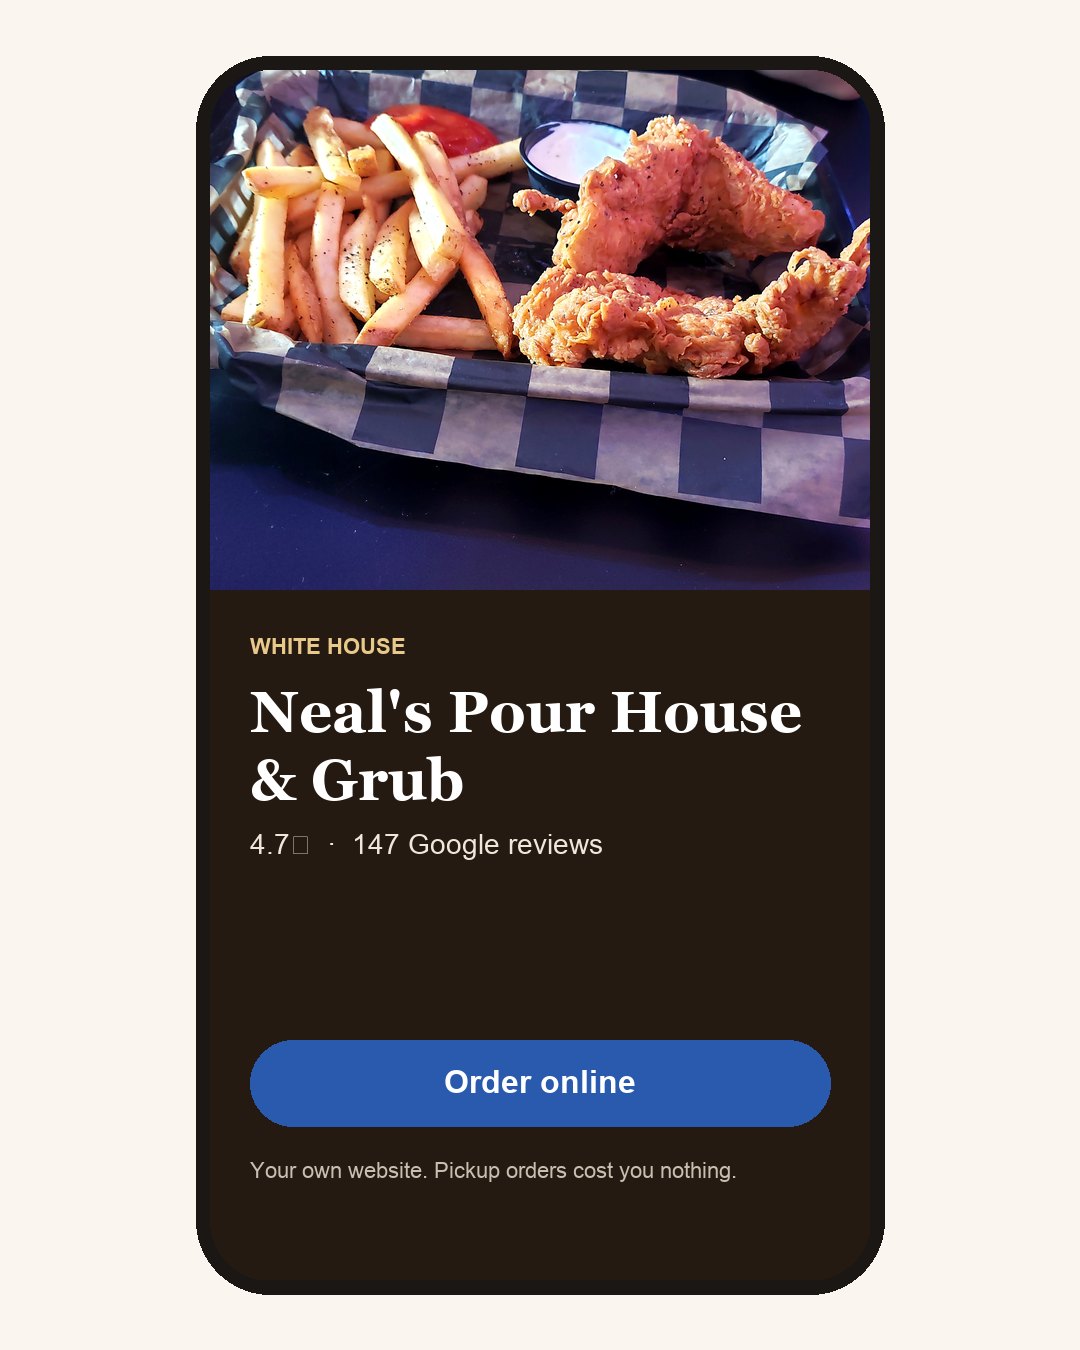 WHITE HOUSE
Neal's Pour House
& Grub
4.7□ · 147 Google reviews
Order online
Your own website. Pickup orders cost you nothing.